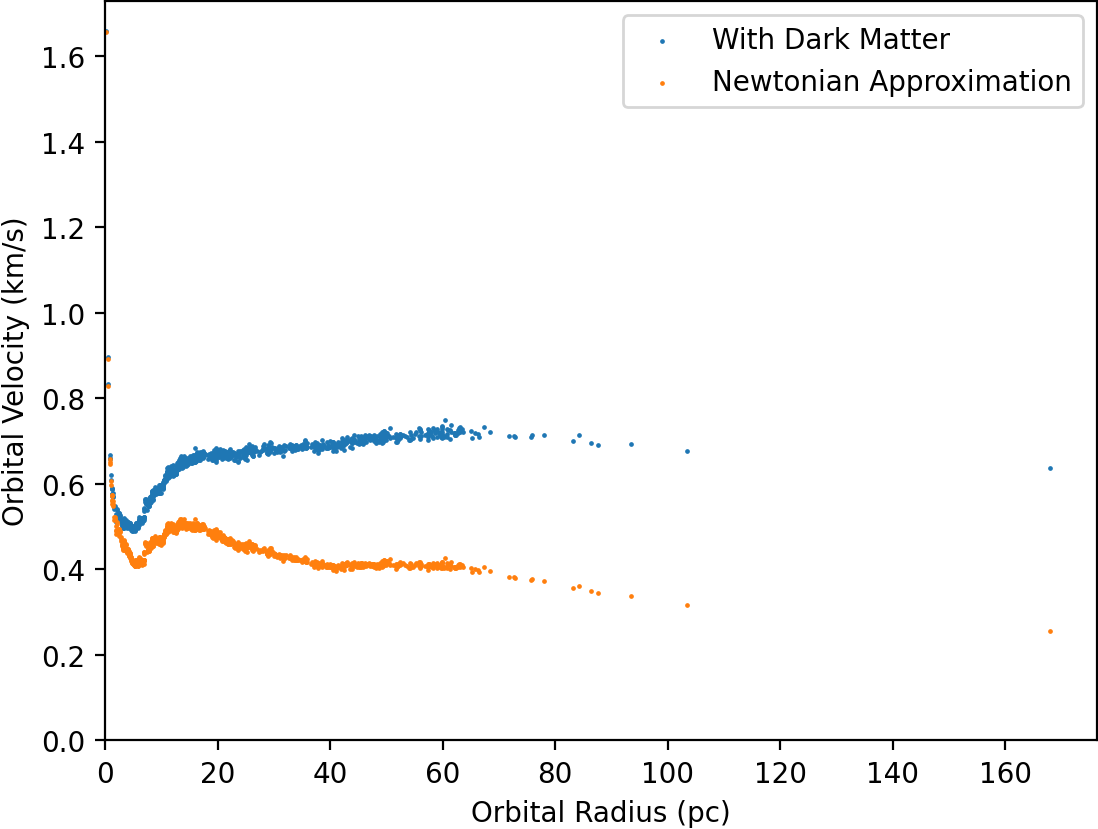 With Dark Matter
Newtonian Approximation
1.6
1.4
1.2
1.0
0.8
0.6
0.4
0.2
0.0
Orbital Velocity (km/s)
0 20 40 60 80 100 120 140 160
Orbital Radius (pc)